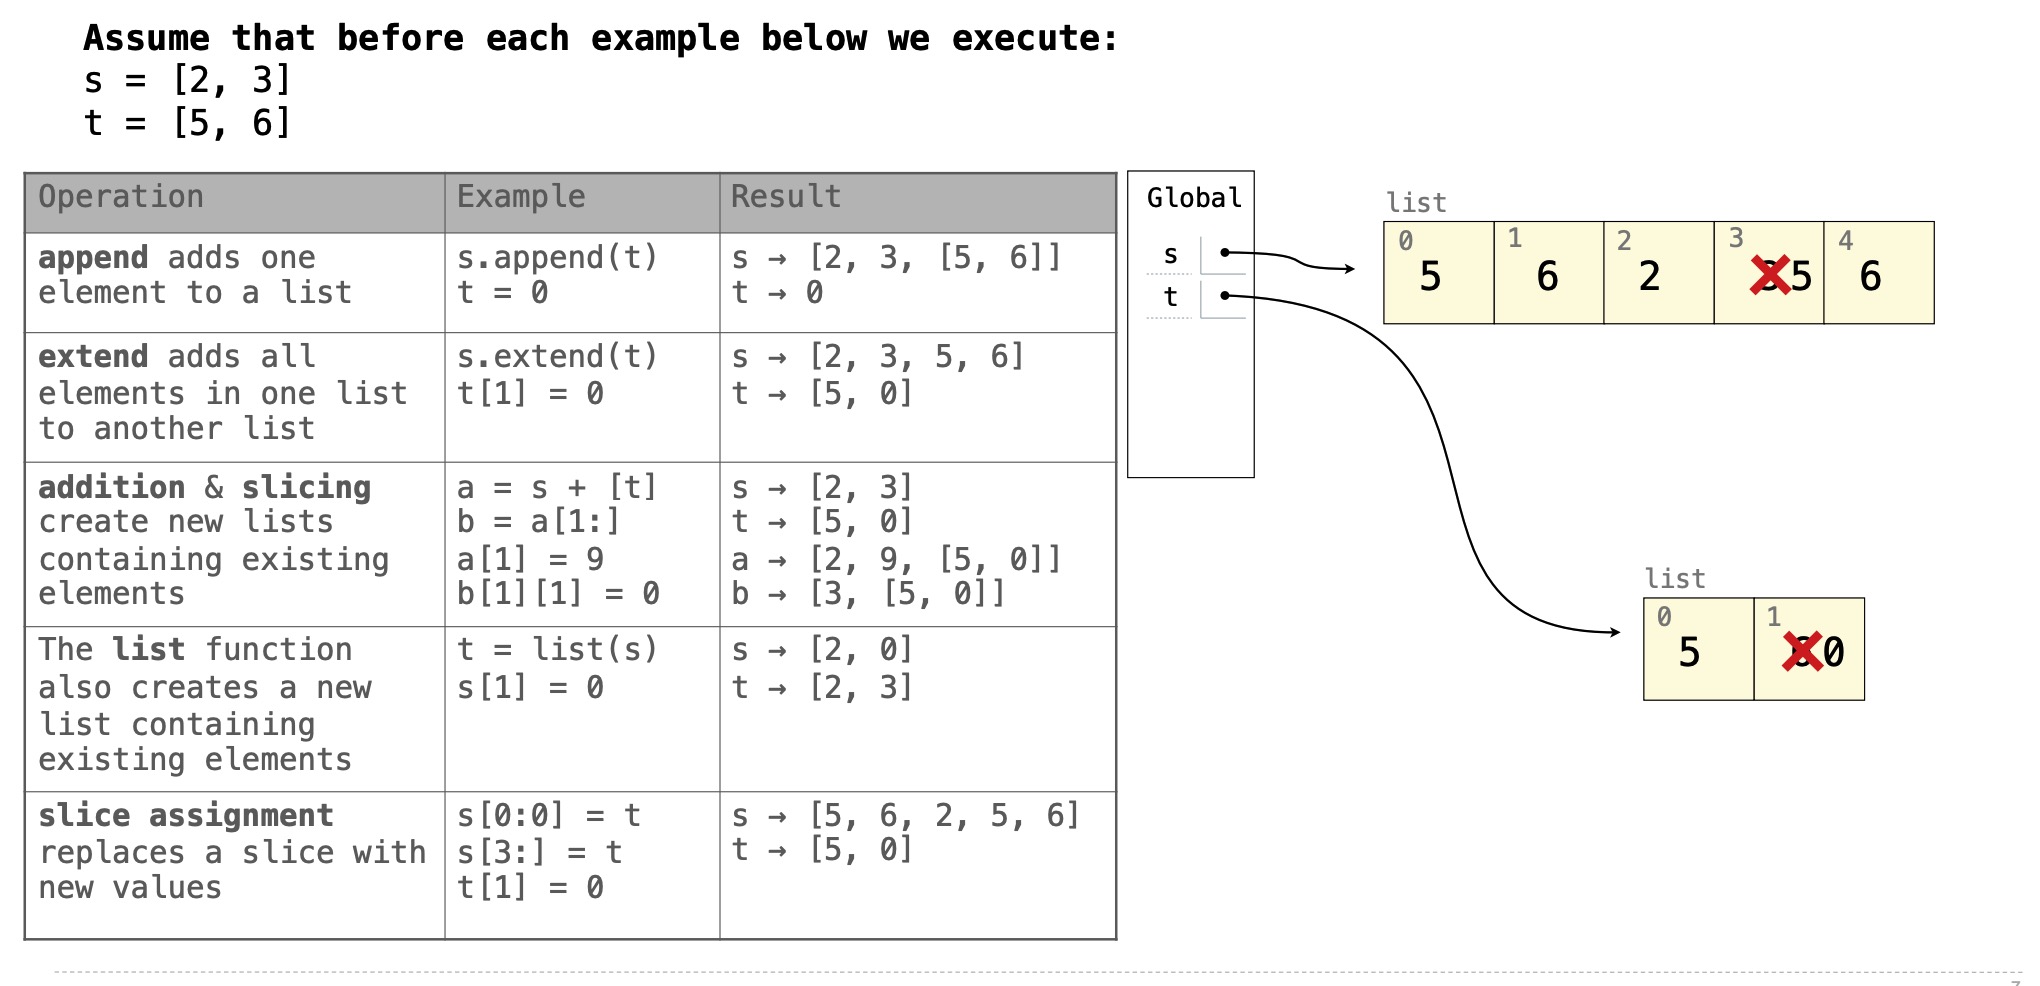 Assume that before each example below we execute:
s = [2, 3]
t = [5, 6]
Operation
Example
Result
append adds one
element to a list
s.append(t)
t = 0
s → [2, 3, [5, 6]]
t → 0
extend adds all
elements in one list
to another list
s.extend(t)
t[1] = 0
s → [2, 3, 5, 6]
t → [5, 0]
addition & slicing
create new lists
containing existing
elements
a = s + [t]
b = a[1:]
a[1] = 9
b[1][1] = 0
s → [2, 3]
t → [5, 0]
a → [2, 9, [5, 0]]
b → [3, [5, 0]]
The list function
also creates a new
list containing
existing elements
t = list(s)
s[1] = 0
s → [2, 0]
t → [2, 3]
slice assignment
replaces a slice with
new values
s[0:0] = t
s[3:] = t
t[1] = 0
s → [5, 6, 2, 5, 6]
t → [5, 0]
Global
s
t
list
0 1 2 3 4
5 6 2 5 6
list
0 1
5 0